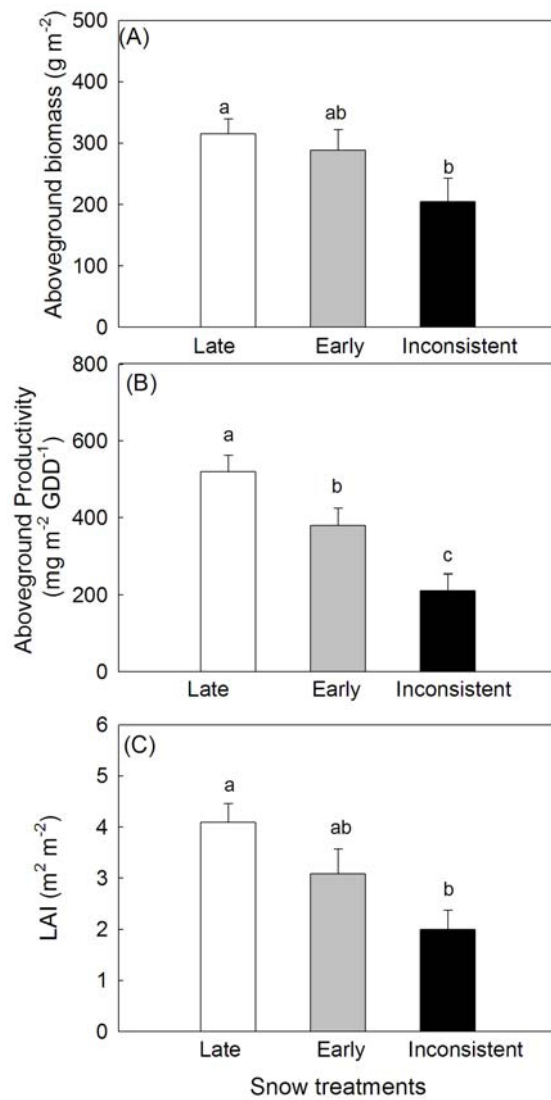 (A)
Aboveground biomass (g m⁻²)
500
400
300
200
100
0
a
ab
b
Late Early Inconsistent
(B)
Aboveground Productivity
(mg m⁻² GDD⁻¹)
800
600
400
200
0
a
b
c
Late Early Inconsistent
(C)
LAI (m² m⁻²)
6
5
4
3
2
1
0
a
ab
b
Late Early Inconsistent
Snow treatments